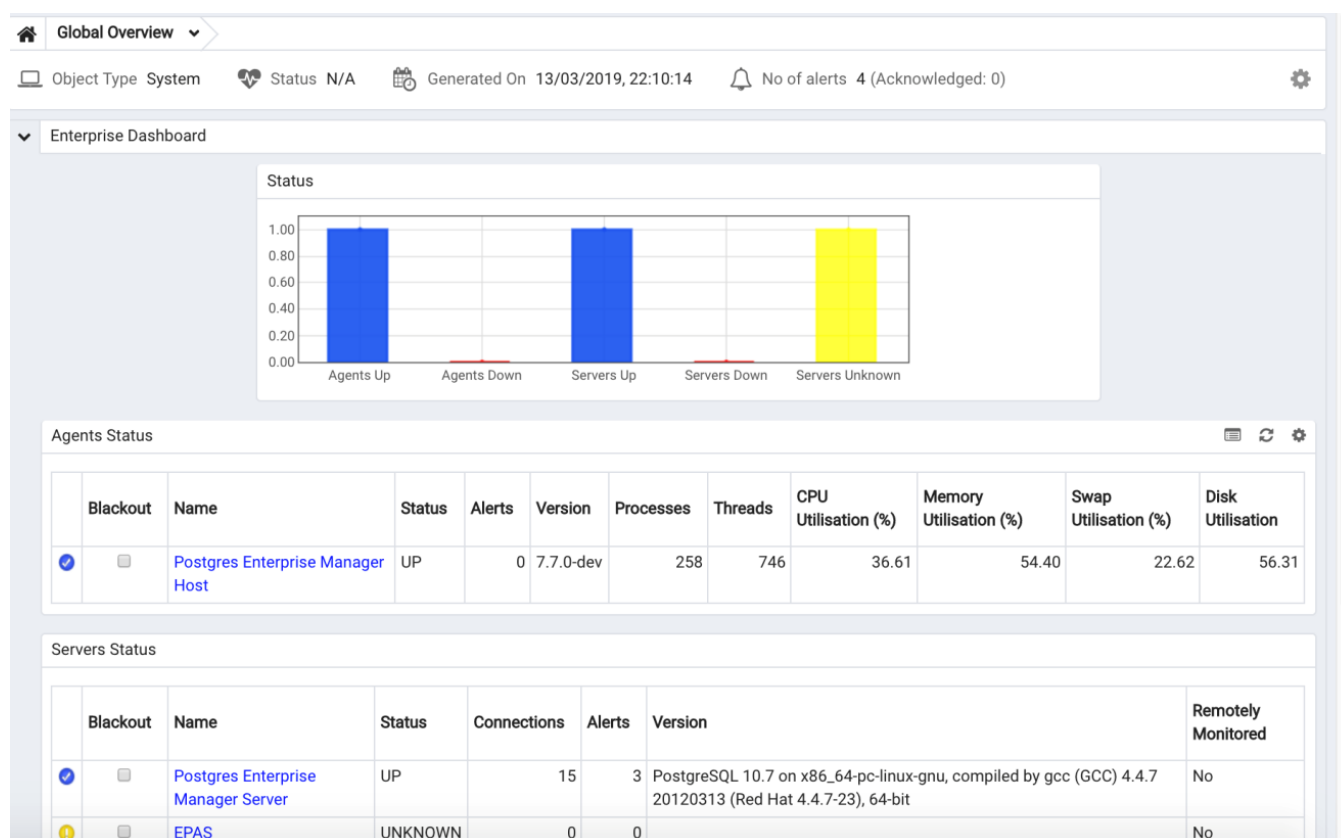 Global Overview
Object Type System Status N/A Generated On 13/03/2019, 22:10:14 No of alerts 4 (Acknowledged: 0)
Enterprise Dashboard
Status
1.00
0.80
0.60
0.40
0.20
0.00
Agents Up Agents Down Servers Up Servers Down Servers Unknown
Agents Status
Blackout Name Status Alerts Version Processes Threads CPU Utilisation (%) Memory Utilisation (%) Swap Utilisation (%) Disk Utilisation
Postgres Enterprise Manager Host UP 0 7.7.0-dev 258 746 36.61 54.40 22.62 56.31
Servers Status
Blackout Name Status Connections Alerts Version Remotely Monitored
Postgres Enterprise Manager Server UP 15 3 PostgreSQL 10.7 on x86_64-pc-linux-gnu, compiled by gcc (GCC) 4.4.7 20120313 (Red Hat 4.4.7-23), 64-bit No
EPAS UNKNOWN 0 0 No